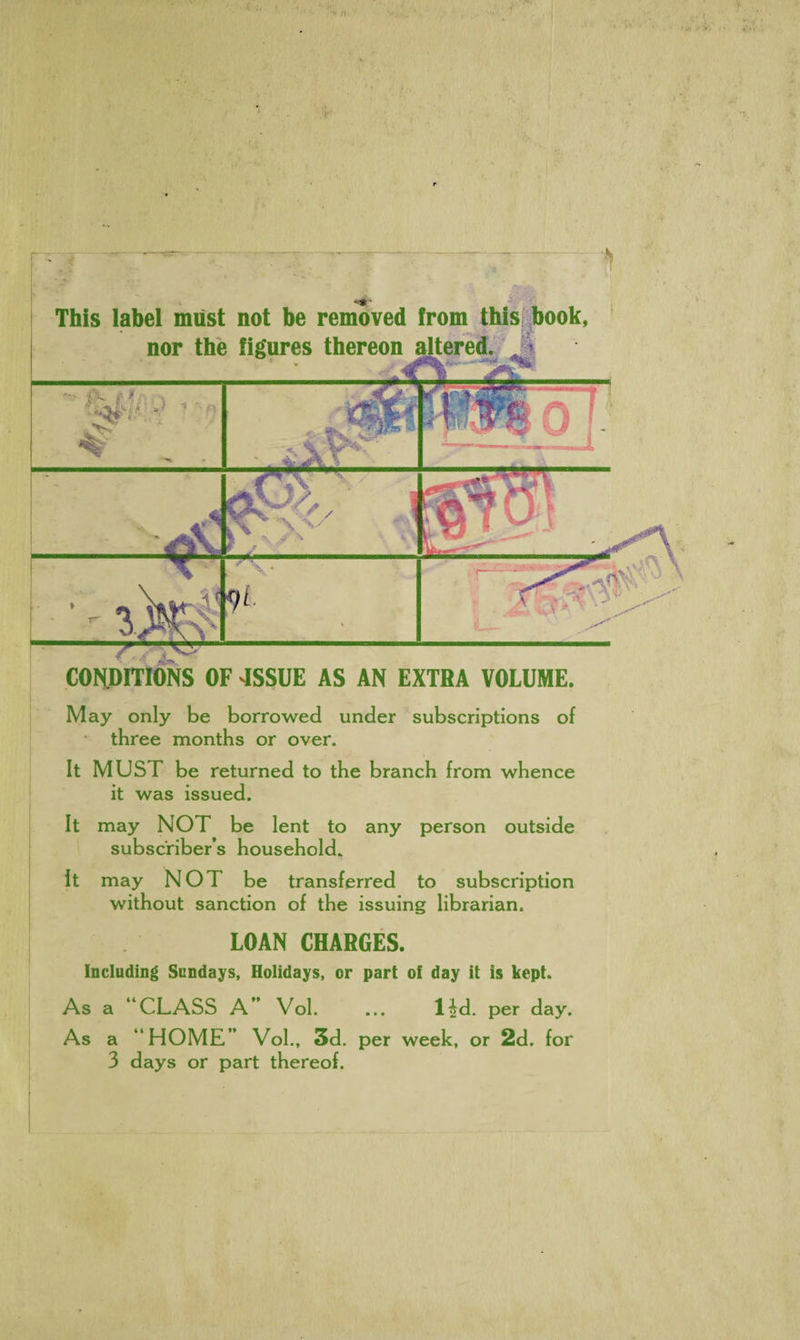 This label must not be removed from this book,
nor the figures thereon altered.
CONDITIONS OF ISSUE AS AN EXTRA VOLUME.
May only be borrowed under subscriptions of
three months or over.
It MUST be returned to the branch from whence
it was issued.
It may NOT be lent to any person outside
subscriber's household.
It may NOT be transferred to subscription
without sanction of the issuing librarian.
LOAN CHARGES.
Including Sundays, Holidays, or part of day it is kept.
As a “CLASS A” Vol. ... 1½d. per day.
As a “HOME” Vol., 3d. per week, or 2d. for
3 days or part thereof.